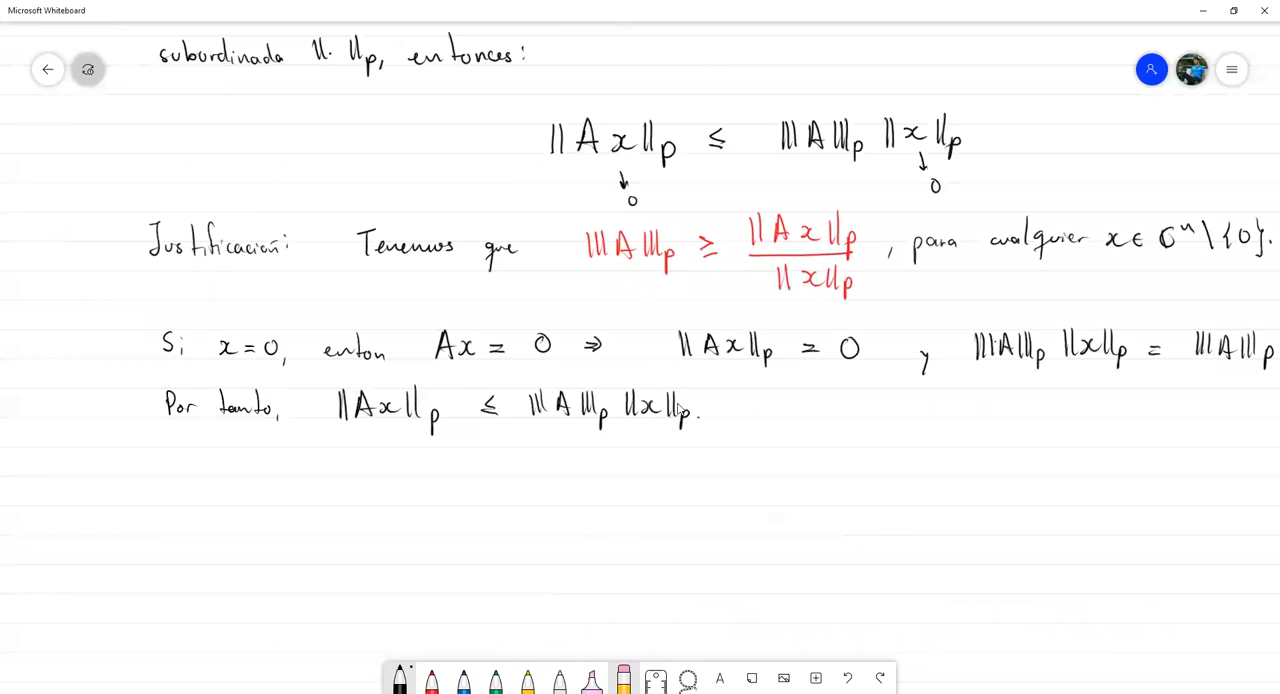 Microsoft Whiteboard
subordinada ||·||p, entonces:
||Ax||p ≤ |||A|||p ||x||p
↓ ↓
0 0
Justificación: Tenemos que |||A|||p ≥ ||Ax||p / ||x||p , para cualquier x ∈ ℂⁿ \ {0}.
Si x=0, enton Ax = 0 ⇒ ||Ax||p = 0 y |||A|||p ||x||p = |||A|||p
Por tanto, ||Ax||p ≤ |||A|||p ||x||p.
A